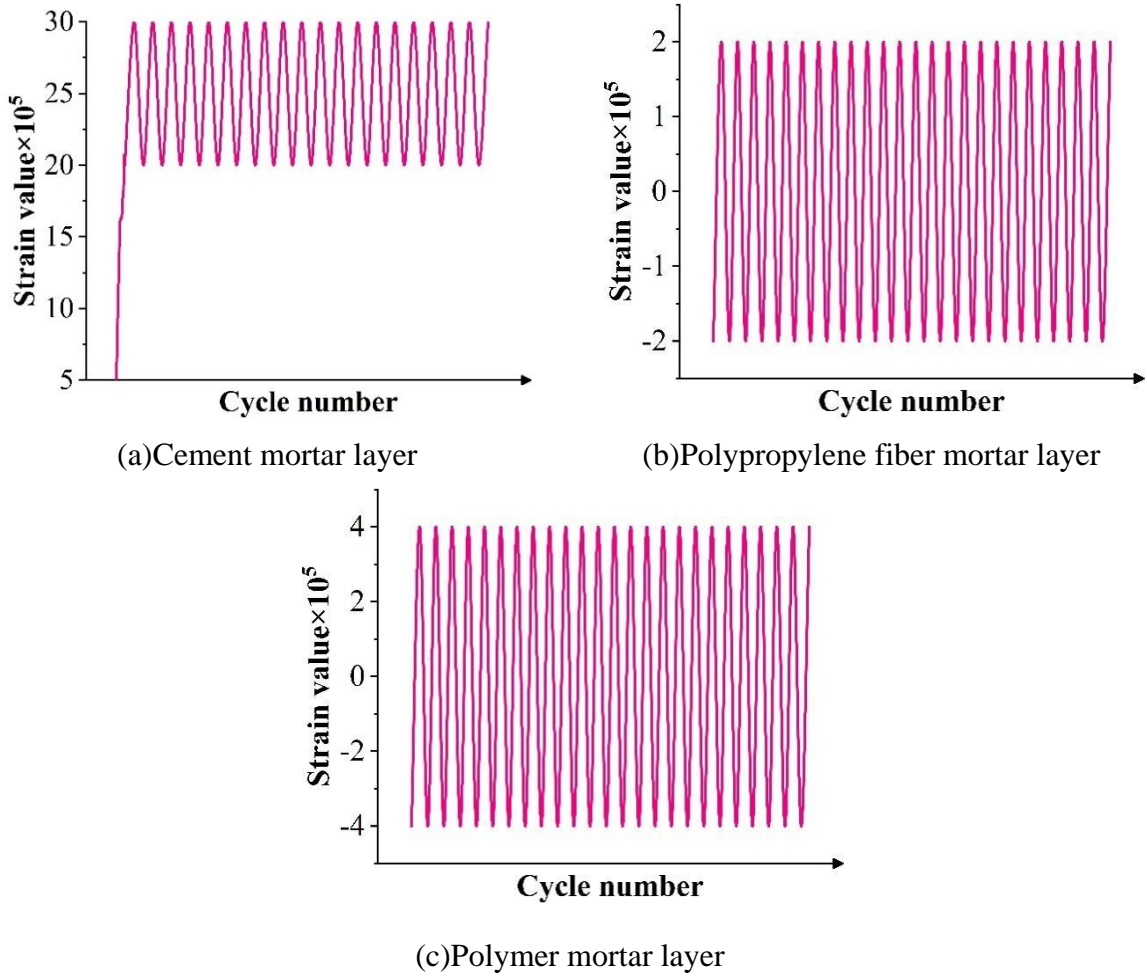 Strain value×10⁵
30
25
20
15
10
5
Cycle number
(a)Cement mortar layer
Strain value×10⁵
2
1
0
-1
-2
Cycle number
(b)Polypropylene fiber mortar layer
Strain value×10⁵
4
2
0
-2
-4
Cycle number
(c)Polymer mortar layer